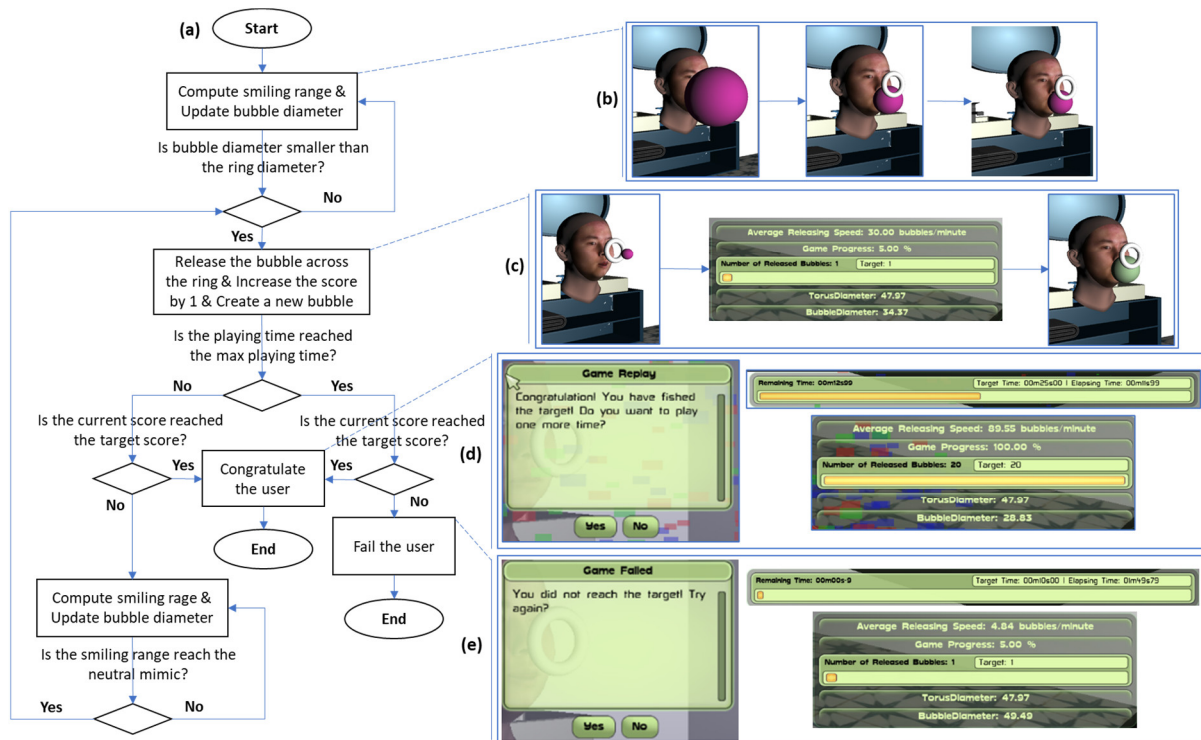 (a)
Start
Compute smiling range &
Update bubble diameter
Is bubble diameter smaller than
the ring diameter?
No
Yes
Release the bubble across
the ring & Increase the score
by 1 & Create a new bubble
Is the playing time reached
the max playing time?
No
Yes
Is the current score reached
the target score?
Is the current score reached
the target score?
Yes
Congratulate
the user
Yes
No
No
End
Fail the user
End
Compute smiling rage &
Update bubble diameter
Is the smiling range reach the
neutral mimic?
Yes
No
(b)
(c)
Average Releasing Speed: 30.00 bubbles/minute
Game Progress: 5.00 %
Number of Released Bubbles: 1
Target: 1
TorusDiameter: 47.97
BubbleDiameter: 34.37
(d)
Game Replay
Congratulation! You have fished
the target! Do you want to play
one more time?
Yes
No
Remaining Time: 00m12s99
Target Time: 00m25s00 | Elapsing Time: 00m11s99
Average Releasing Speed: 89.55 bubbles/minute
Game Progress: 100.00 %
Number of Released Bubbles: 20
Target: 20
TorusDiameter: 47.97
BubbleDiameter: 28.83
(e)
Game Failed
You did not reach the target! Try
again?
Yes
No
Remaining Time: 00m00s-9
Target Time: 00m10s00 | Elapsing Time: 01m49s79
Average Releasing Speed: 4.84 bubbles/minute
Game Progress: 5.00 %
Number of Released Bubbles: 1
Target: 1
TorusDiameter: 47.97
BubbleDiameter: 49.49